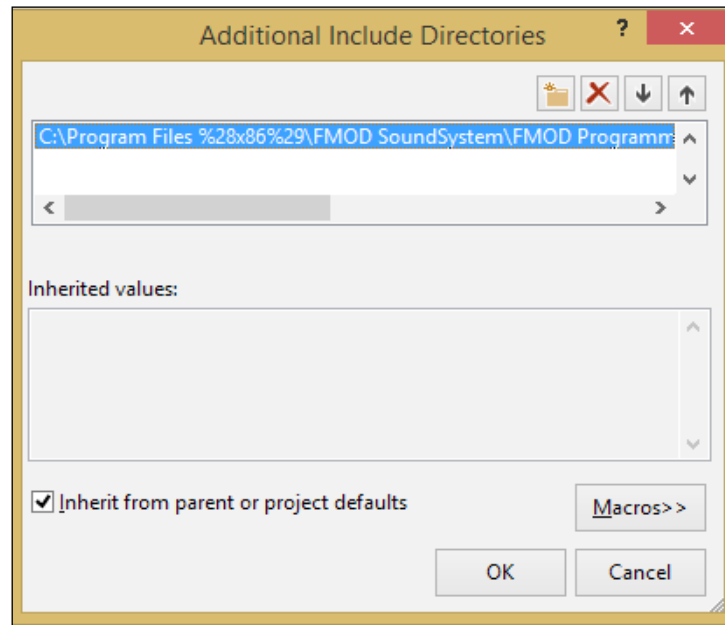 Additional Include Directories
?
C:\Program Files %28x86%29\FMOD SoundSystem\FMOD Programm
Inherited values:
Inherit from parent or project defaults
Macros>>
OK
Cancel